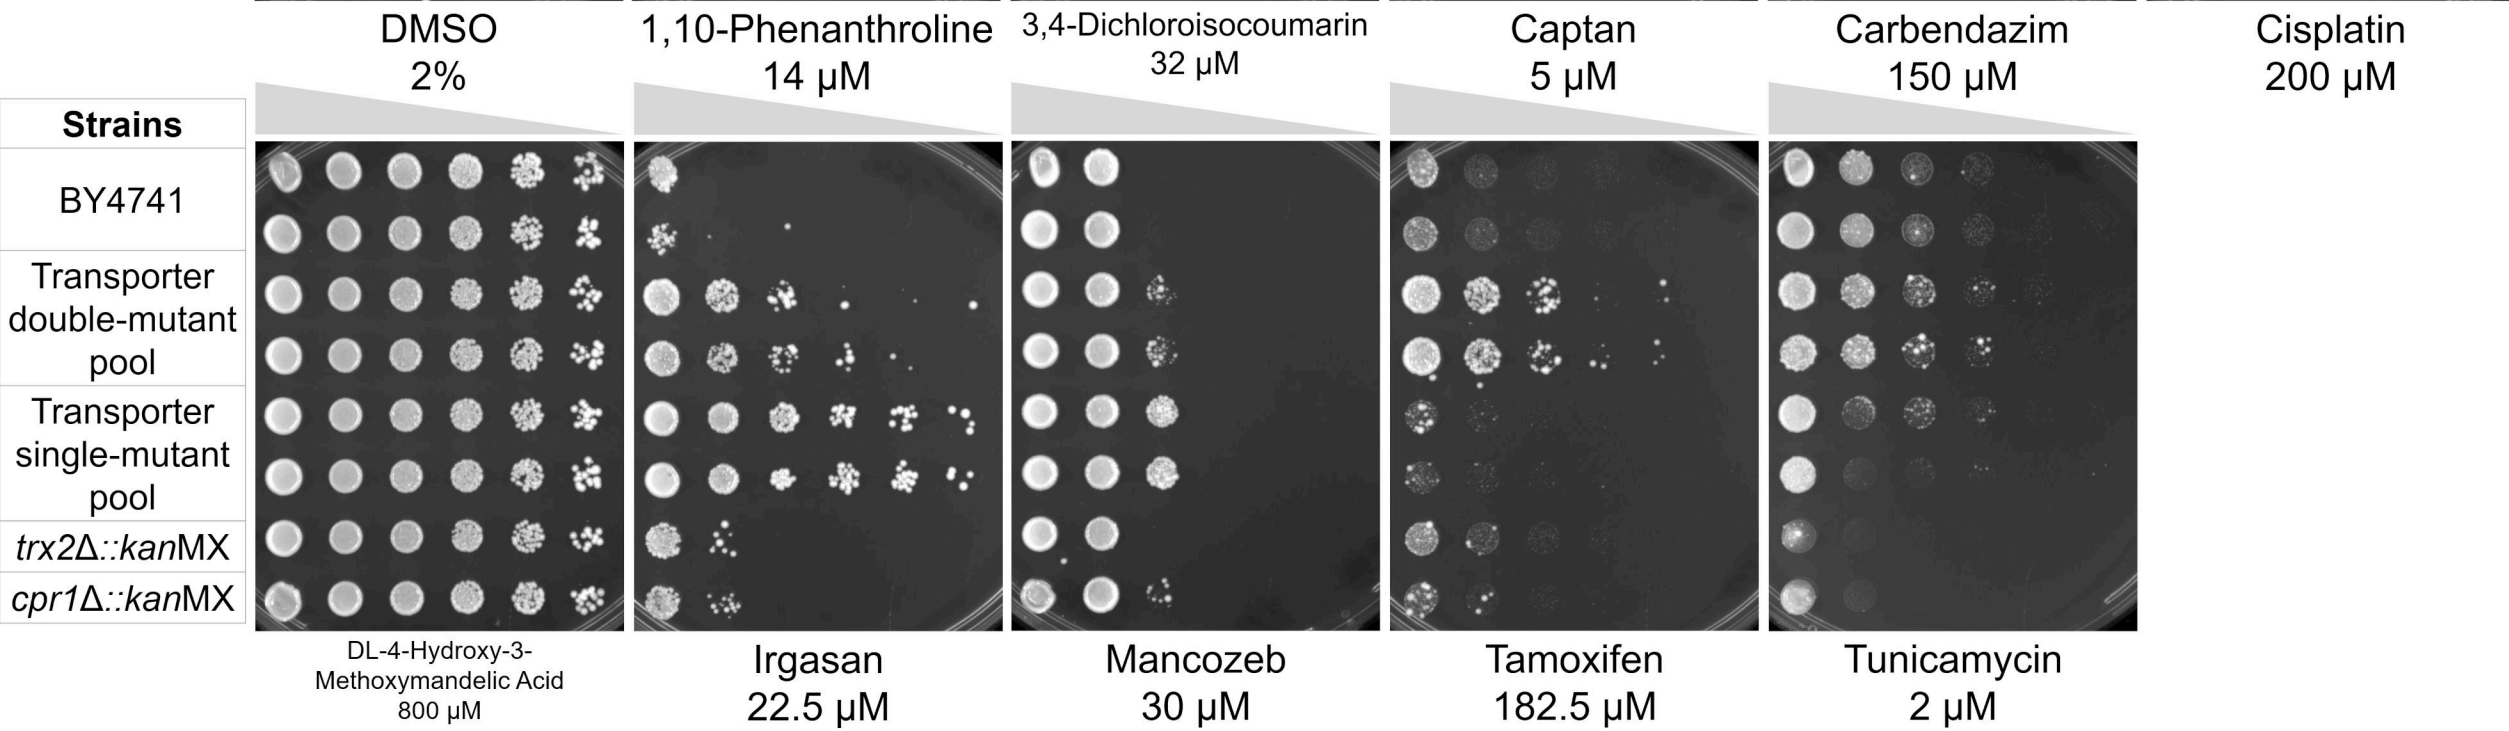 DMSO
2%
1,10-Phenanthroline
14 µM
3,4-Dichloroisocoumarin
32 µM
Captan
5 µM
Carbendazim
150 µM
Cisplatin
200 µM
Strains
BY4741
Transporter
double-mutant
pool
Transporter
single-mutant
pool
trx2Δ::kanMX
cpr1Δ::kanMX
DL-4-Hydroxy-3-
Methoxymandelic Acid
800 µM
Irgasan
22.5 µM
Mancozeb
30 µM
Tamoxifen
182.5 µM
Tunicamycin
2 µM